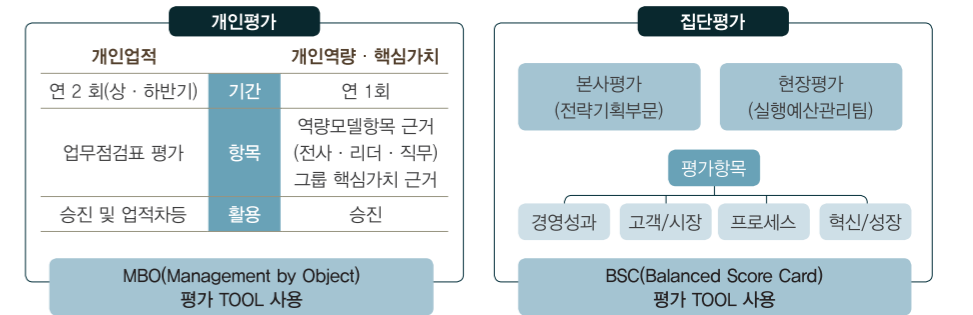 개인평가
개인업적
개인역량 · 핵심가치
연 2 회(상 · 하반기)
기간
연 1회
업무점검표 평가
항목
역량모델항목 근거
(전사 · 리더 · 직무)
그룹 핵심가치 근거
승진 및 업적차등
활용
승진
MBO(Management by Object)
평가 TOOL 사용
집단평가
본사평가
(전략기획부문)
현장평가
(실행예산관리팀)
평가항목
경영성과
고객/시장
프로세스
혁신/성장
BSC(Balanced Score Card)
평가 TOOL 사용